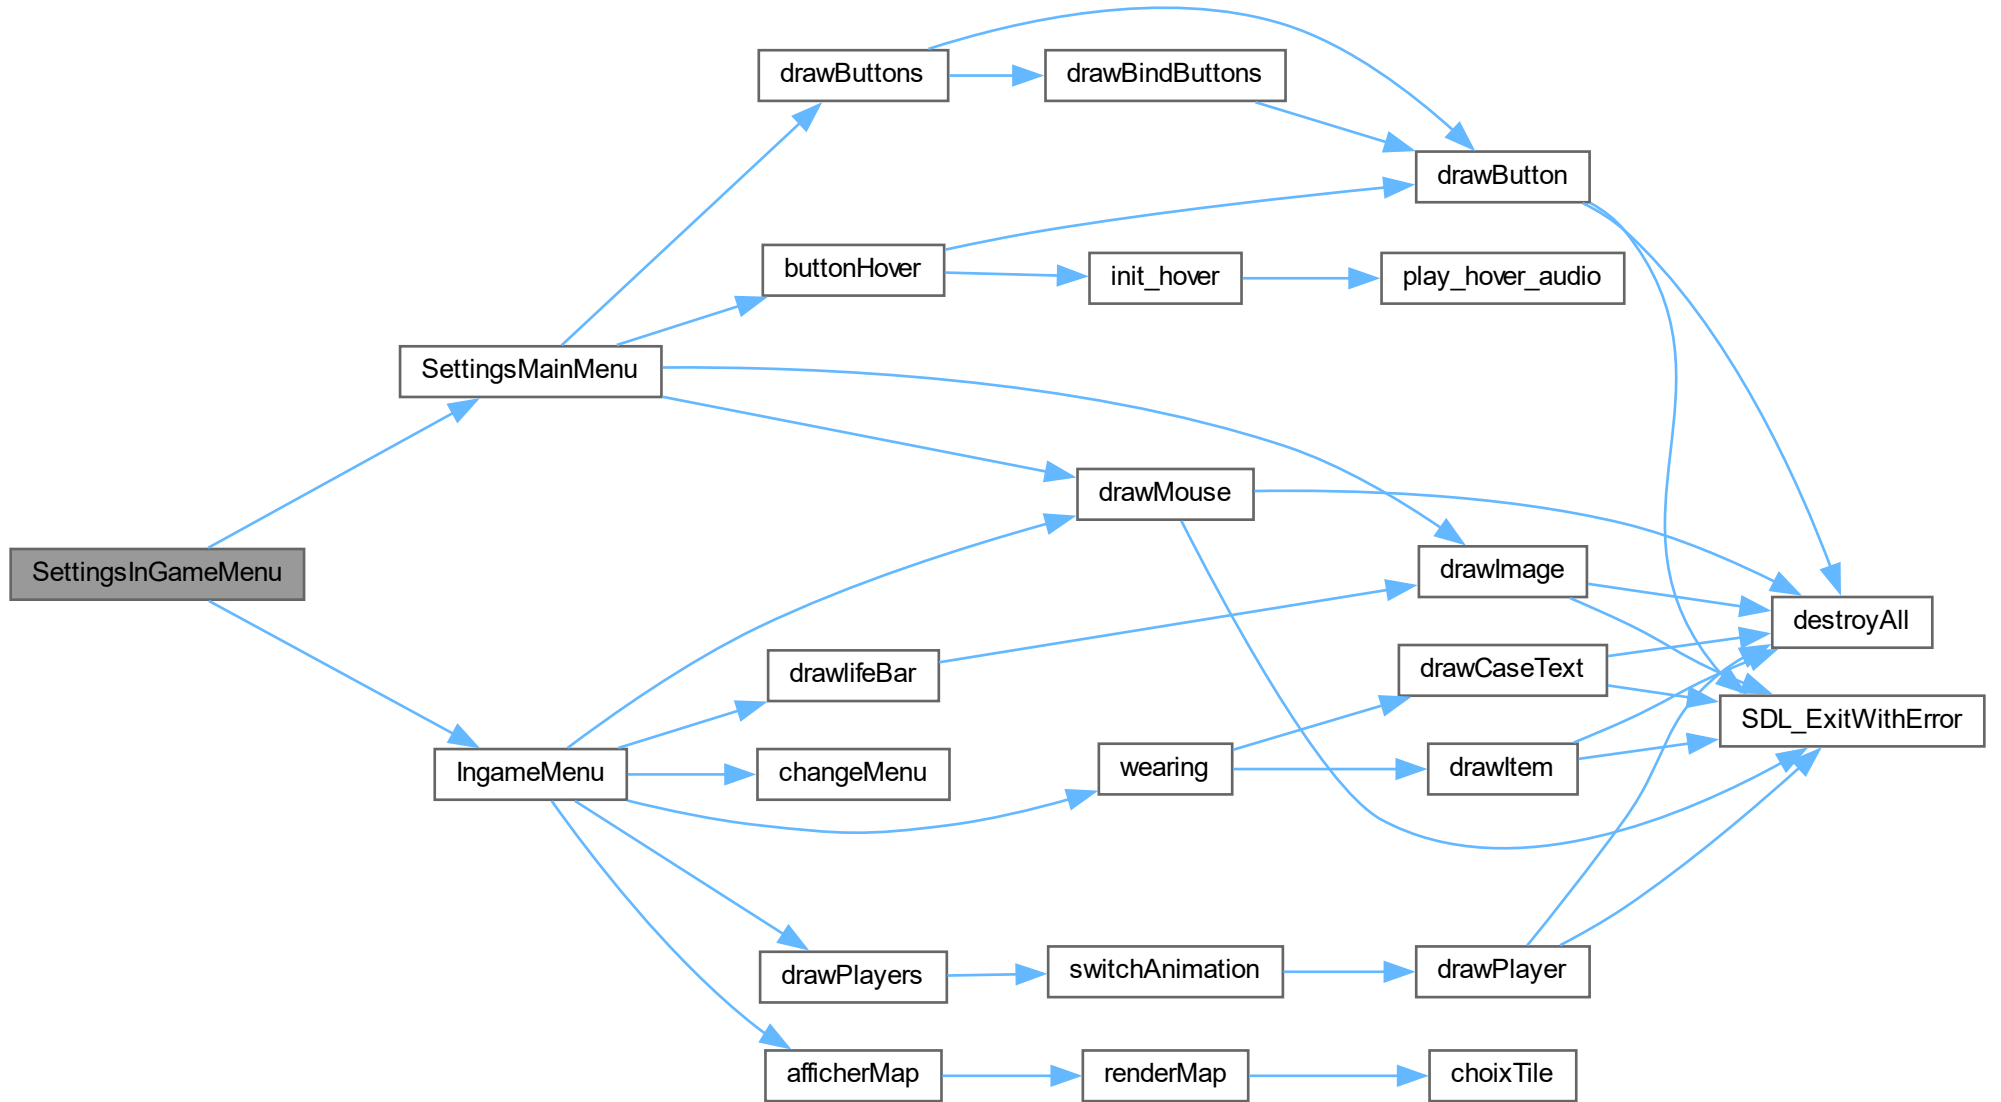 drawButtons
drawBindButtons
drawButton
buttonHover
init_hover
play_hover_audio
SettingsMainMenu
drawMouse
SettingsInGameMenu
drawImage
destroyAll
drawlifeBar
drawCaseText
SDL_ExitWithError
IngameMenu
changeMenu
wearing
drawItem
drawPlayers
switchAnimation
drawPlayer
afficherMap
renderMap
choixTile